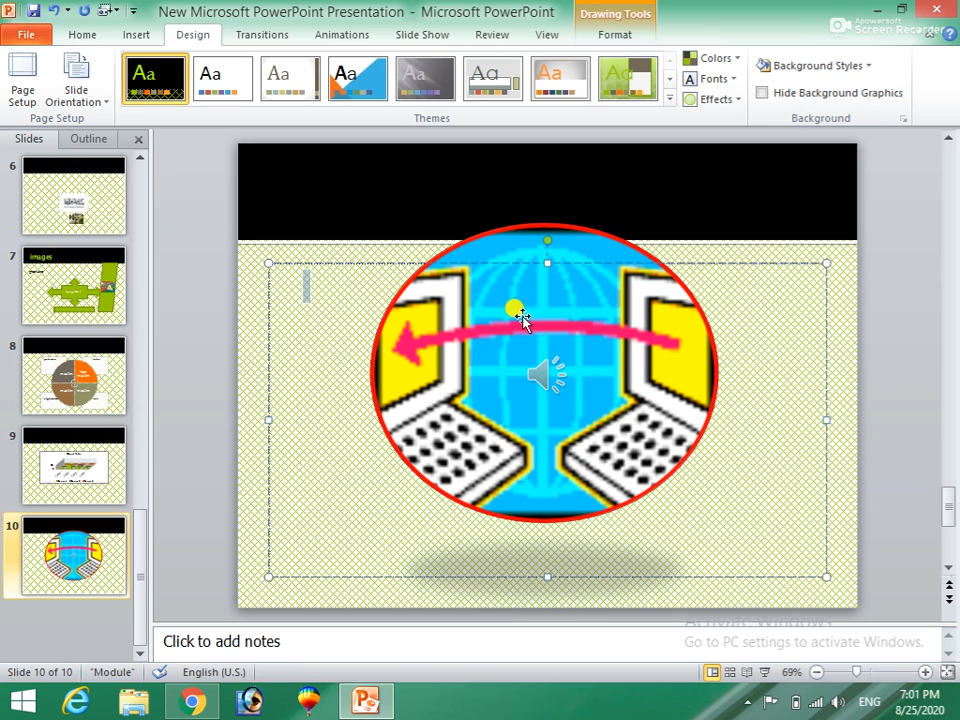 New Microsoft PowerPoint Presentation - Microsoft PowerPoint
Drawing Tools
Apowersoft
Screen Recorder
File Home Insert Design Transitions Animations Slide Show Review View Format
Page Setup
Slide Orientation
Aa Aa Aa Aa Aa Aa Aa Aa
Colors
Fonts
Effects
Background Styles
Hide Background Graphics
Page Setup Themes Background
Slides Outline
6
7
images
8
9
10
Click to add notes
Activate Windows
Go to PC settings to activate Windows.
Slide 10 of 10 "Module" English (U.S.) 69%
ENG
7:01 PM
8/25/2020